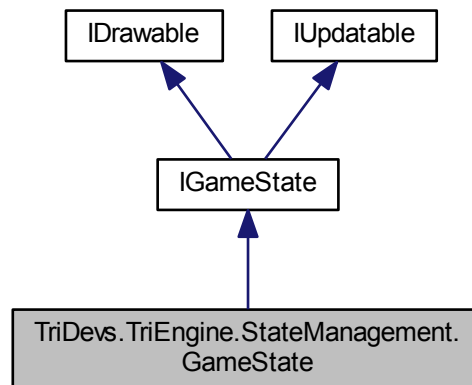 IDrawable
IUpdatable
IGameState
TriDevs.TriEngine.StateManagement.
GameState